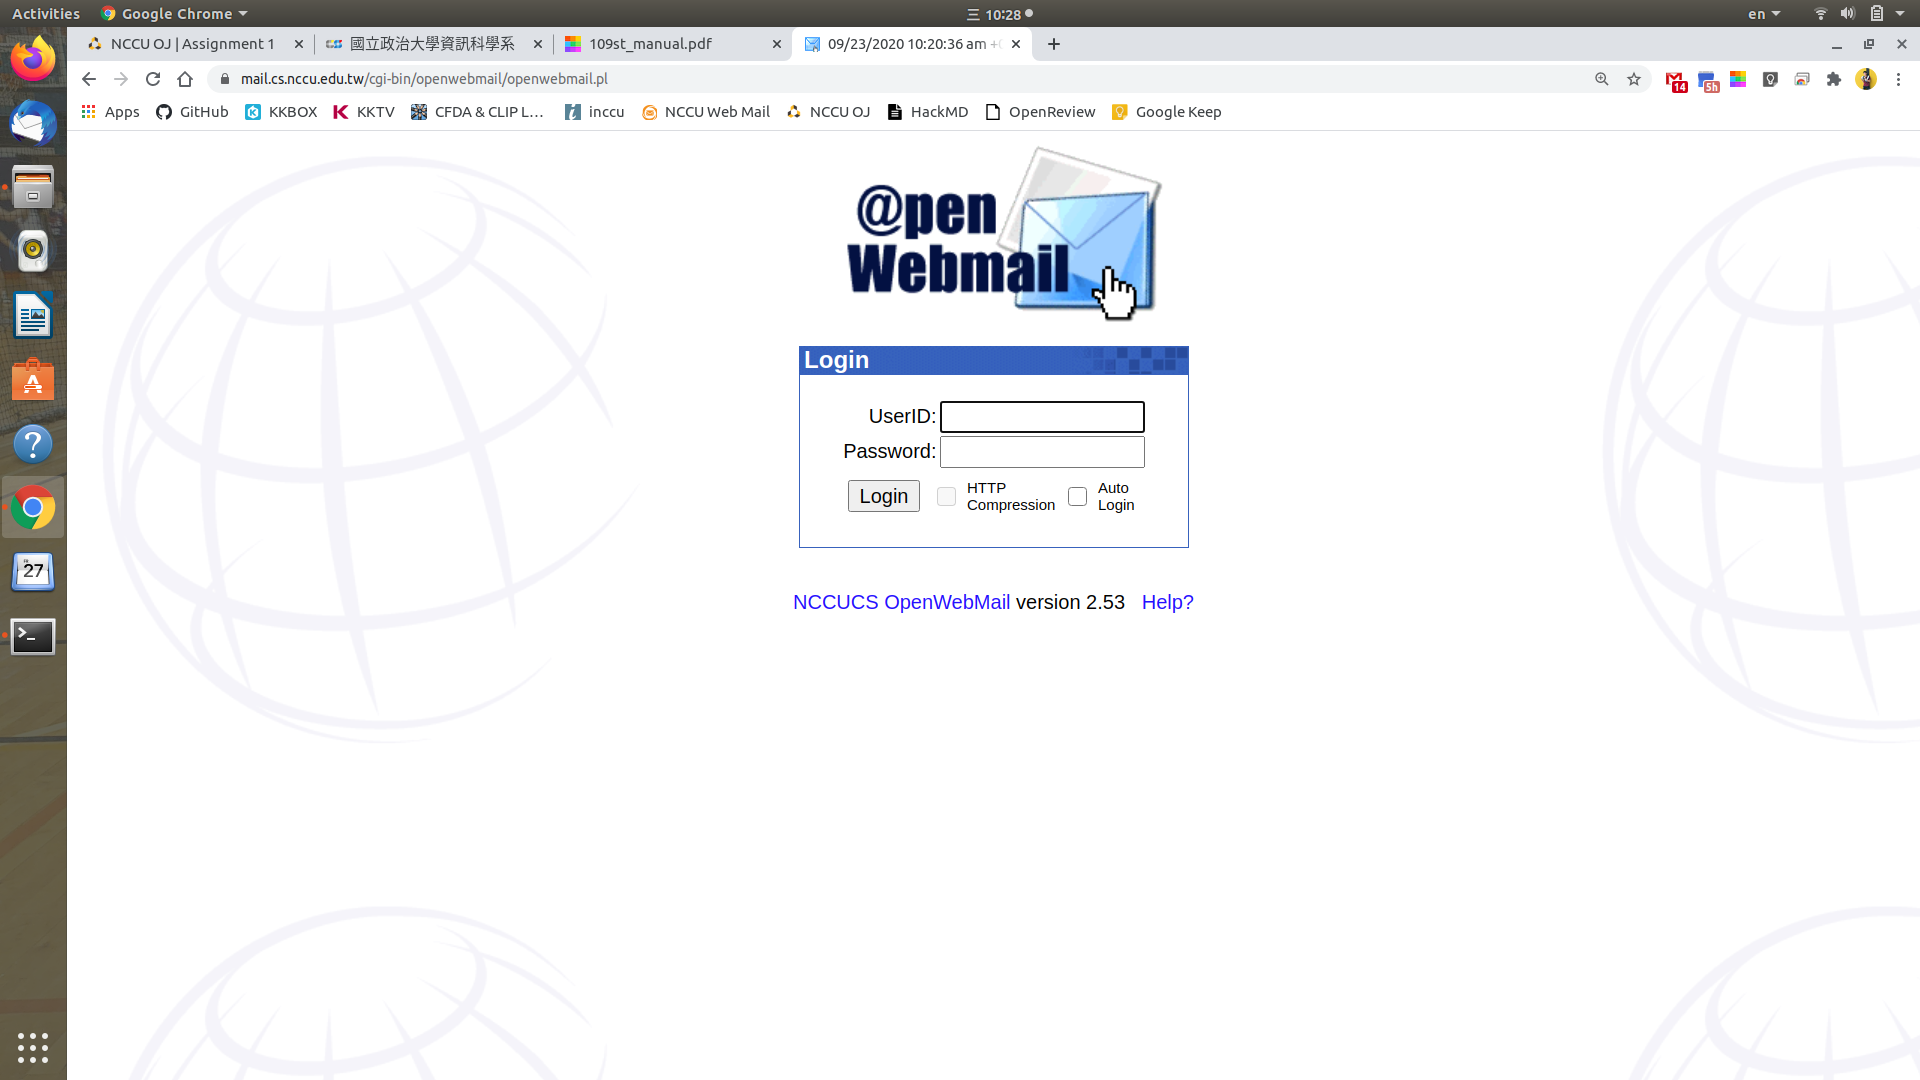 Activities Google Chrome 三 10:28 en
NCCU OJ | Assignment 1 國立政治大學資訊科學系 109st_manual.pdf 09/23/2020 10:20:36 am
mail.cs.nccu.edu.tw/cgi-bin/openwebmail/openwebmail.pl 14 5h
Apps GitHub KKBOX KKTV CFDA & CLIP L... inccu NCCU Web Mail NCCU OJ HackMD OpenReview Google Keep
@pen
Webmail
Login
UserID:
Password:
Login HTTP Compression Auto Login
27
NCCUCS OpenWebMail version 2.53 Help?